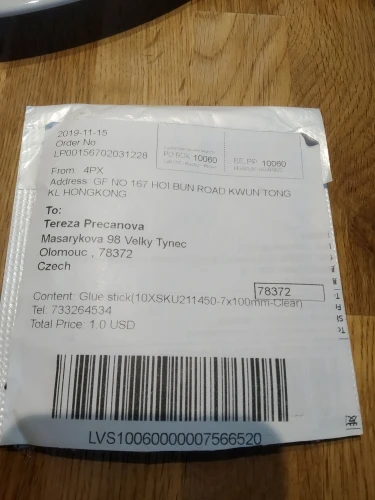 2019-11-15
Order No
LP00156702031228
PO BOX 10060
EE, PP 10060
From: 4PX
Address: GF NO 167 HOI BUN ROAD KWUN TONG
KL HONGKONG
To:
Tereza Precanova
Masarykova 98 Velky Tynec
Olomouc , 78372
Czech
78372
Content: Glue stick(10XSKU211450-7x100mm-Clear)
Tel: 733264534
Total Price: 1.0 USD
LVS10060000007566520